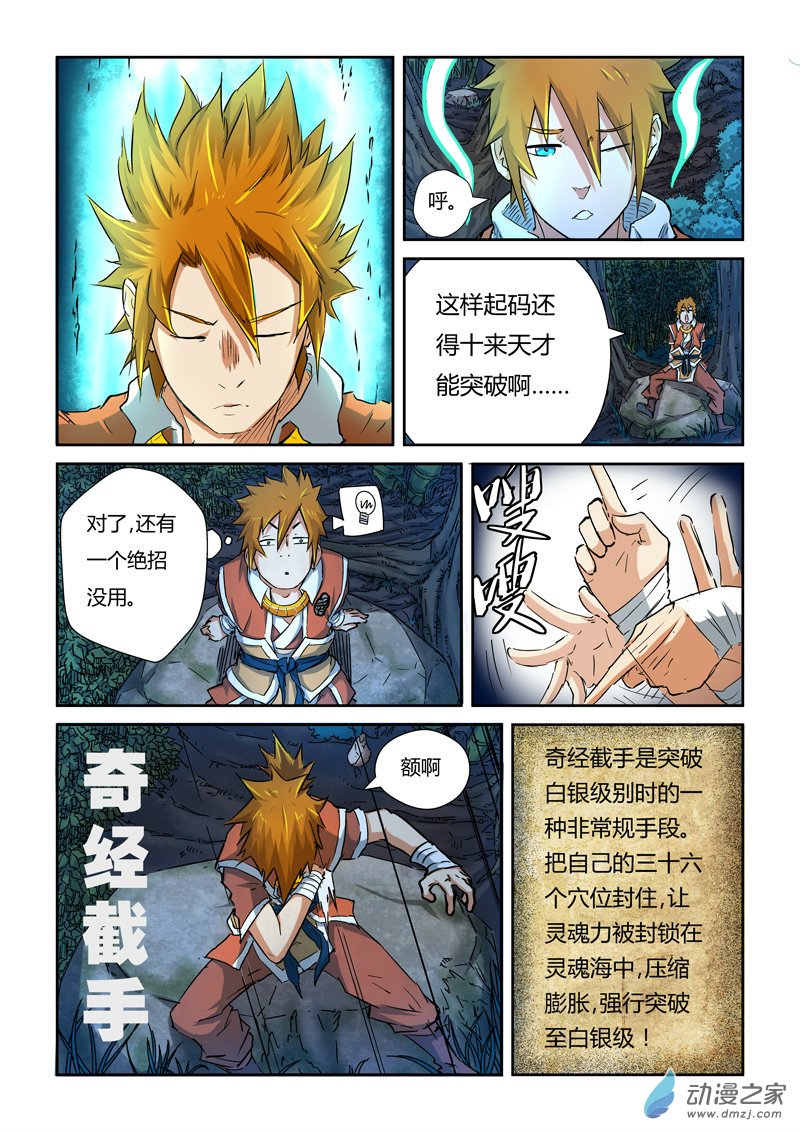 呼。
这样起码还
得十来天才
能突破啊……
对了,还有
一个绝招
没用。
嗖
嗖
奇经截手
额啊
奇经截手是突破
白银级别时的一
种非常规手段。
把自己的三十六
个穴位封住,让
灵魂力被封锁在
灵魂海中,压缩
膨胀,强行突破
至白银级！
动漫之家
www.dmzj.com